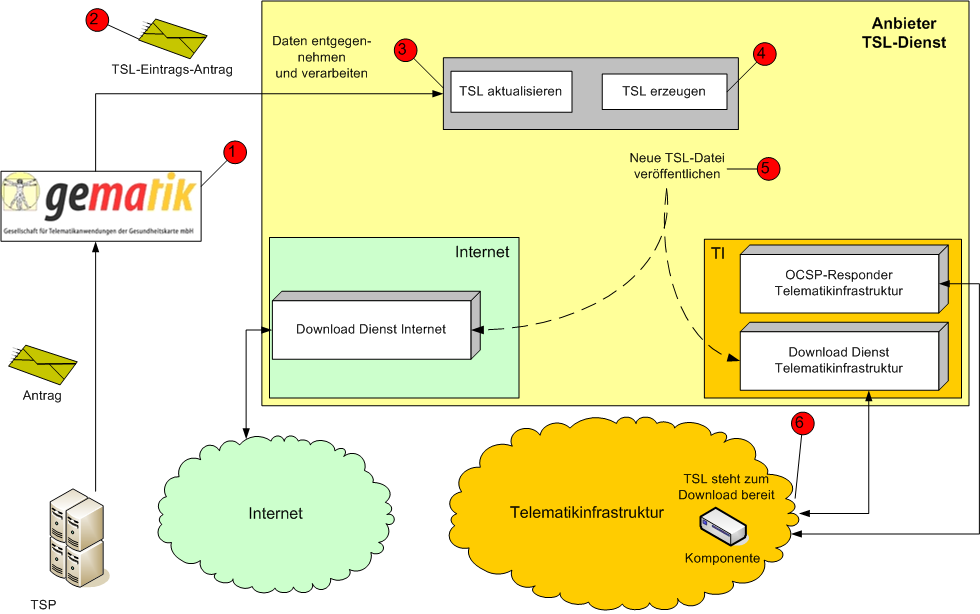 2
TSL-Eintrags-Antrag
Anbieter
TSL-Dienst
Daten entgegen-
nehmen
und verarbeiten
3
4
TSL aktualisieren
TSL erzeugen
1
gematik
Gesellschaft für Telematikanwendungen der Gesundheitskarte mbH
Neue TSL-Datei
veröffentlichen
5
Internet
Download Dienst Internet
TI
OCSP-Responder
Telematikinfrastruktur
Download Dienst
Telematikinfrastruktur
Antrag
TSP
Internet
Telematikinfrastruktur
6
TSL steht zum
Download bereit
Komponente